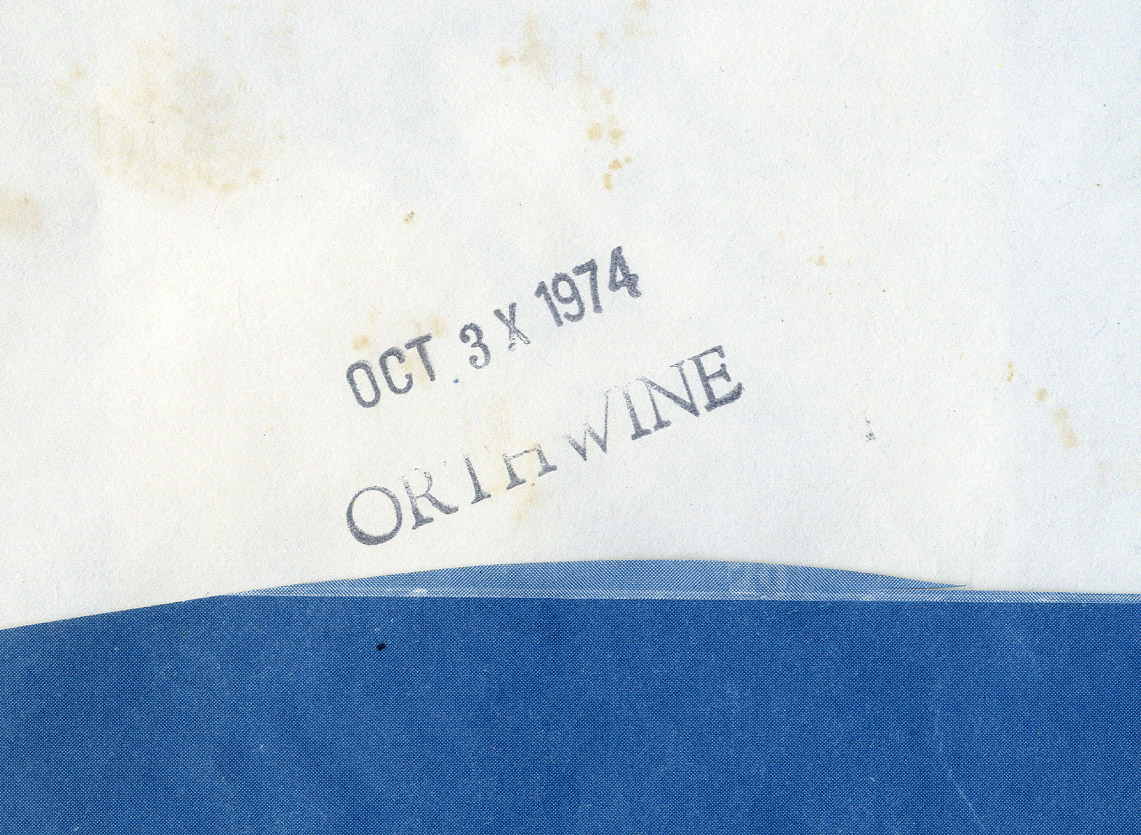 OCT 3 X 1974
ORTHWINE